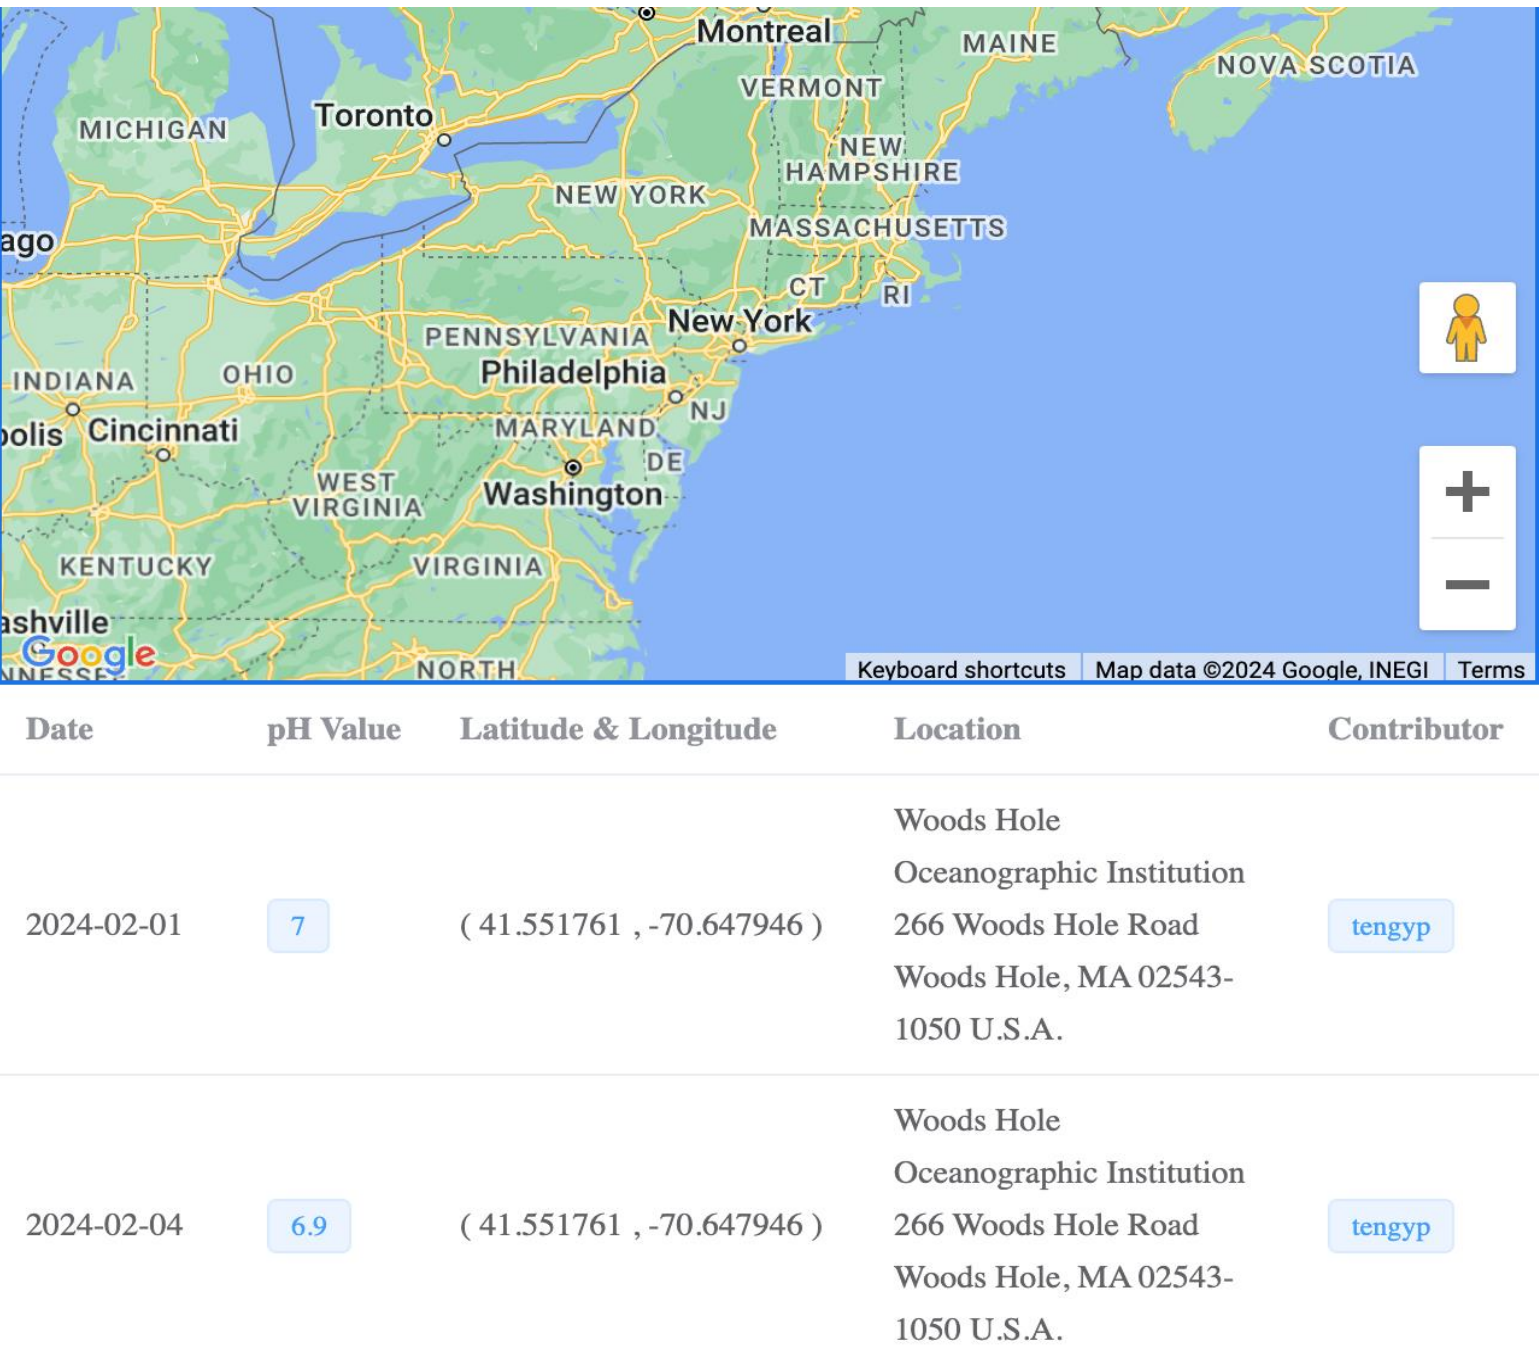 Montreal
MAINE
NOVA SCOTIA
VERMONT
Toronto
MICHIGAN
NEW
HAMPSHIRE
NEW YORK
MASSACHUSETTS
ago
CT
RI
New York
PENNSYLVANIA
Philadelphia
OHIO
INDIANA
NJ
MARYLAND
olis
Cincinnati
DE
WEST
VIRGINIA
Washington
KENTUCKY
VIRGINIA
ashville
Google
NNESSE
NORTH
Keyboard shortcuts Map data ©2024 Google, INEGI Terms
Date pH Value Latitude & Longitude Location Contributor
Woods Hole
Oceanographic Institution
2024-02-01 7 ( 41.551761 , -70.647946 ) 266 Woods Hole Road tengyp
Woods Hole, MA 02543-
1050 U.S.A.
Woods Hole
Oceanographic Institution
2024-02-04 6.9 ( 41.551761 , -70.647946 ) 266 Woods Hole Road tengyp
Woods Hole, MA 02543-
1050 U.S.A.